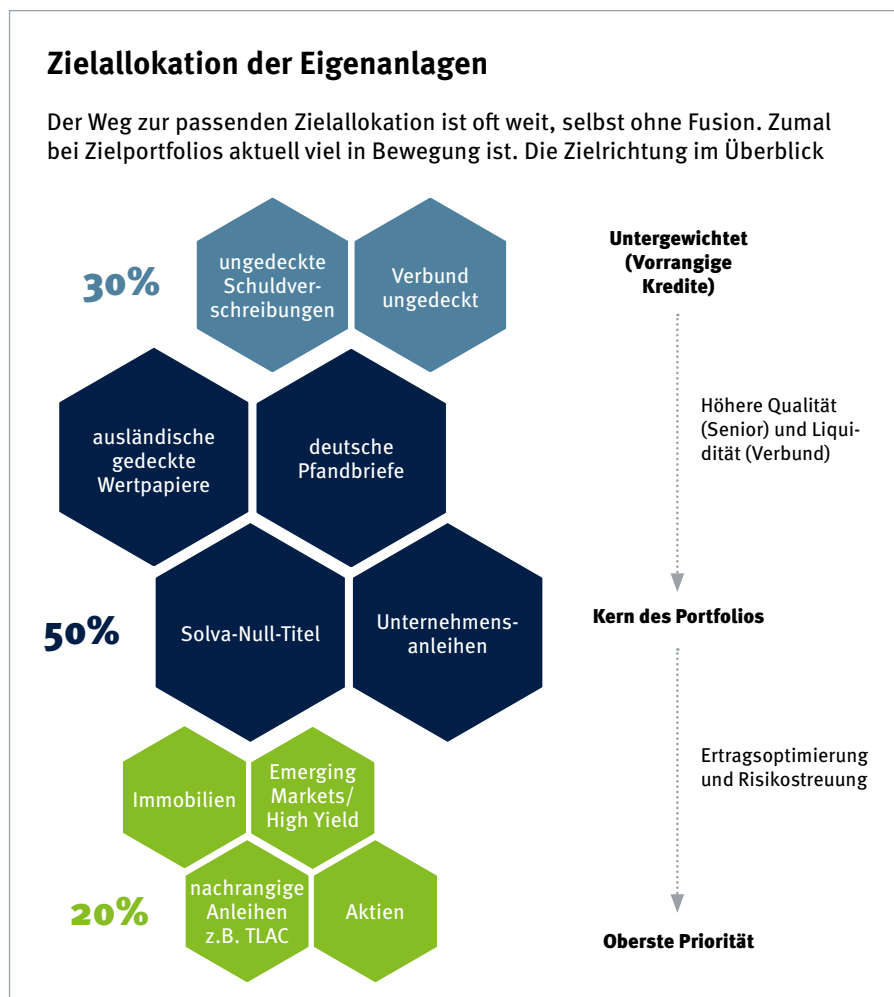 Zielallokation der Eigenanlagen
Der Weg zur passenden Zielallokation ist oft weit, selbst ohne Fusion. Zumal
bei Zielportfolios aktuell viel in Bewegung ist. Die Zielrichtung im Überblick
30%
ungedeckte
Schuldver-
schreibungen
Verbund
ungedeckt
Untergewichtet
(Vorrangige
Kredite)
Höhere Qualität
(Senior) und Liqui-
dität (Verbund)
ausländische
gedeckte
Wertpapiere
deutsche
Pfandbriefe
50%
Solva-Null-Titel
Unternehmens-
anleihen
Kern des Portfolios
Ertragsoptimierung
und Risikostreuung
Immobilien
Emerging
Markets/
High Yield
20%
nachrangige
Anleihen
z.B. TLAC
Aktien
Oberste Priorität